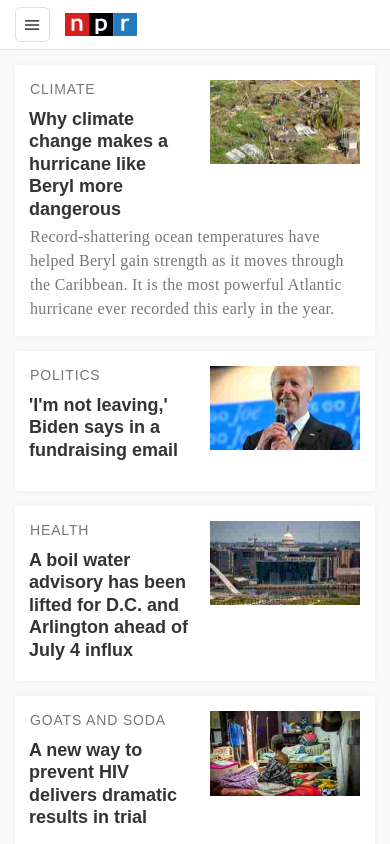 npr
CLIMATE
Why climate
change makes a
hurricane like
Beryl more
dangerous
Record-shattering ocean temperatures have
helped Beryl gain strength as it moves through
the Caribbean. It is the most powerful Atlantic
hurricane ever recorded this early in the year.
POLITICS
'I'm not leaving,'
Biden says in a
fundraising email
HEALTH
A boil water
advisory has been
lifted for D.C. and
Arlington ahead of
July 4 influx
GOATS AND SODA
A new way to
prevent HIV
delivers dramatic
results in trial